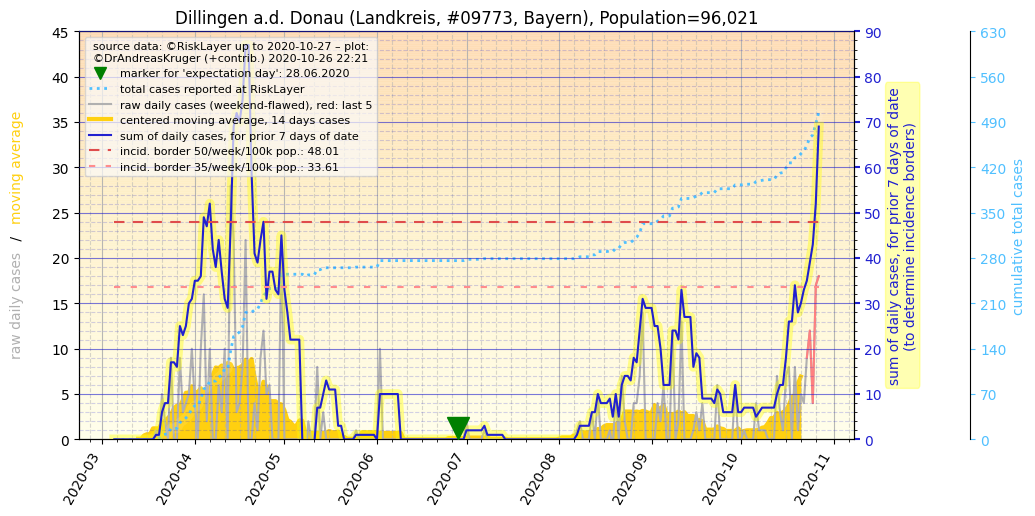 Dillingen a.d. Donau (Landkreis, #09773, Bayern), Population=96,021
source data: ©RiskLayer up to 2020-10-27 – plot:
©DrAndreasKruger (+contrib.) 2020-10-26 22:21
marker for 'expectation day': 28.06.2020
total cases reported at RiskLayer
raw daily cases (weekend-flawed), red: last 5
centered moving average, 14 days cases
sum of daily cases, for prior 7 days of date
incid. border 50/week/100k pop.: 48.01
incid. border 35/week/100k pop.: 33.61
raw daily cases / moving average
45
40
35
30
25
20
15
10
5
0
2020-03
2020-04
2020-05
2020-06
2020-07
2020-08
2020-09
2020-10
2020-11
90
80
70
60
50
40
30
20
10
0
sum of daily cases, for prior 7 days of date
(to determine incidence borders)
630
560
490
420
350
280
210
140
70
0
cumulative total cases